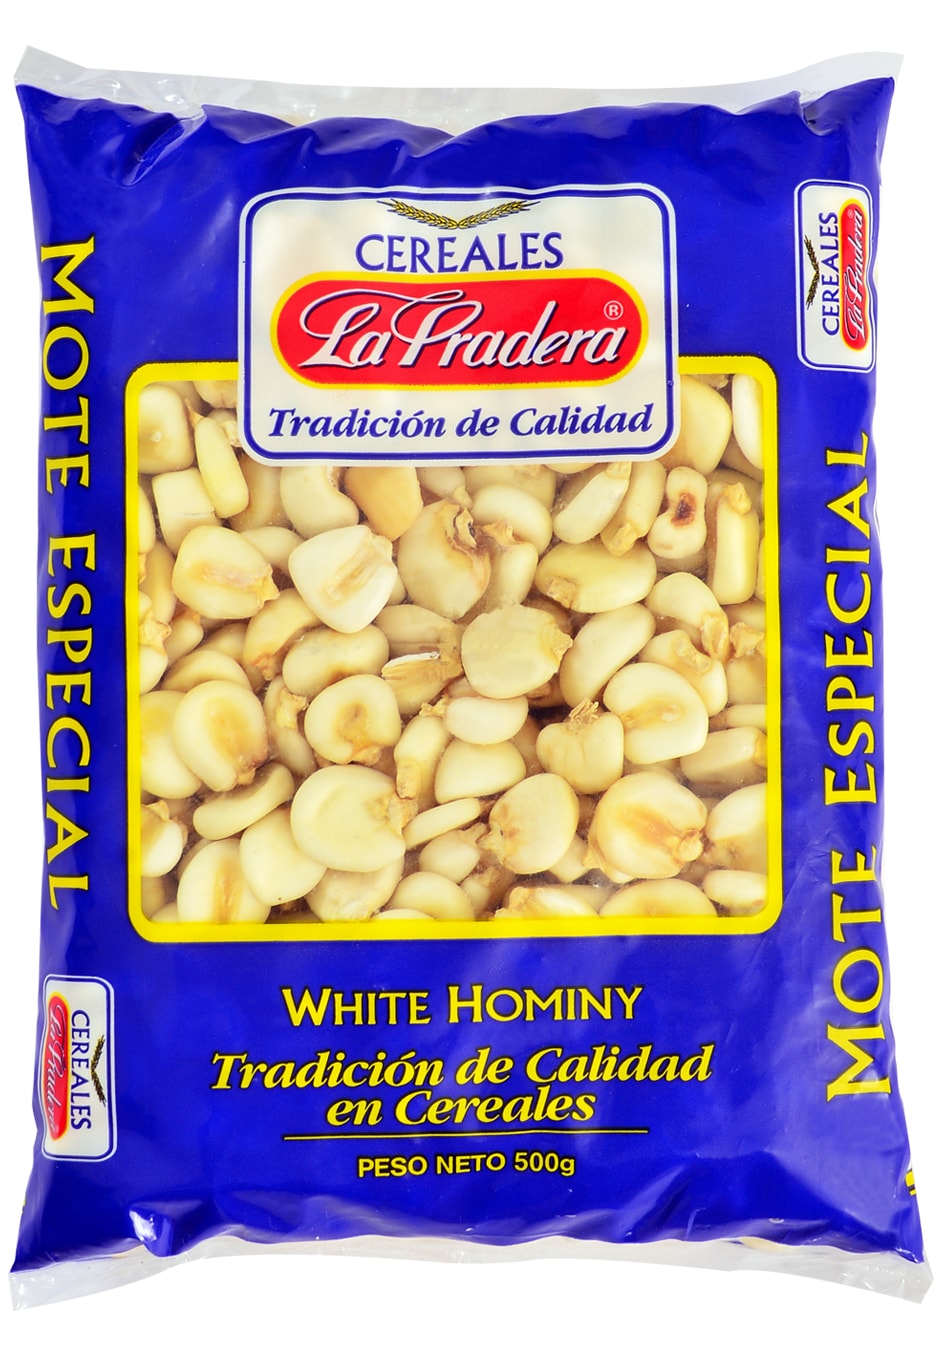 CEREALES
La Pradera®
Tradición de Calidad
CEREALES
La Pradera®
MOTE ESPECIAL
MOTE ESPECIAL
WHITE HOMINY
Tradición de Calidad
en Cereales
PESO NETO 500g
CEREALES
La Pradera